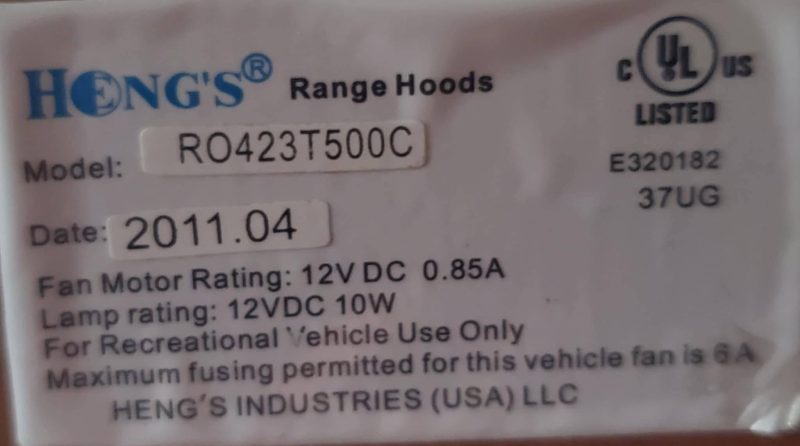 HENG'S® Range Hoods
Model: RO423T500C
Date: 2011.04
C UL US
LISTED
E320182
37UG
Fan Motor Rating: 12V DC 0.85A
Lamp rating: 12VDC 10W
For Recreational Vehicle Use Only
Maximum fusing permitted for this vehicle fan is 6A
HENG'S INDUSTRIES (USA) LLC